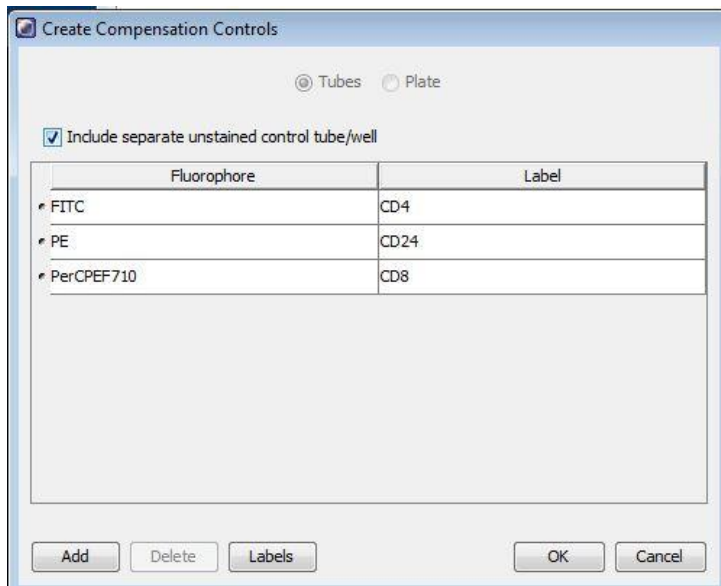 Create Compensation Controls
Tubes Plate
Include separate unstained control tube/well
Fluorophore Label
FITC CD4
PE CD24
PerCPEF710 CD8
Add Delete Labels OK Cancel